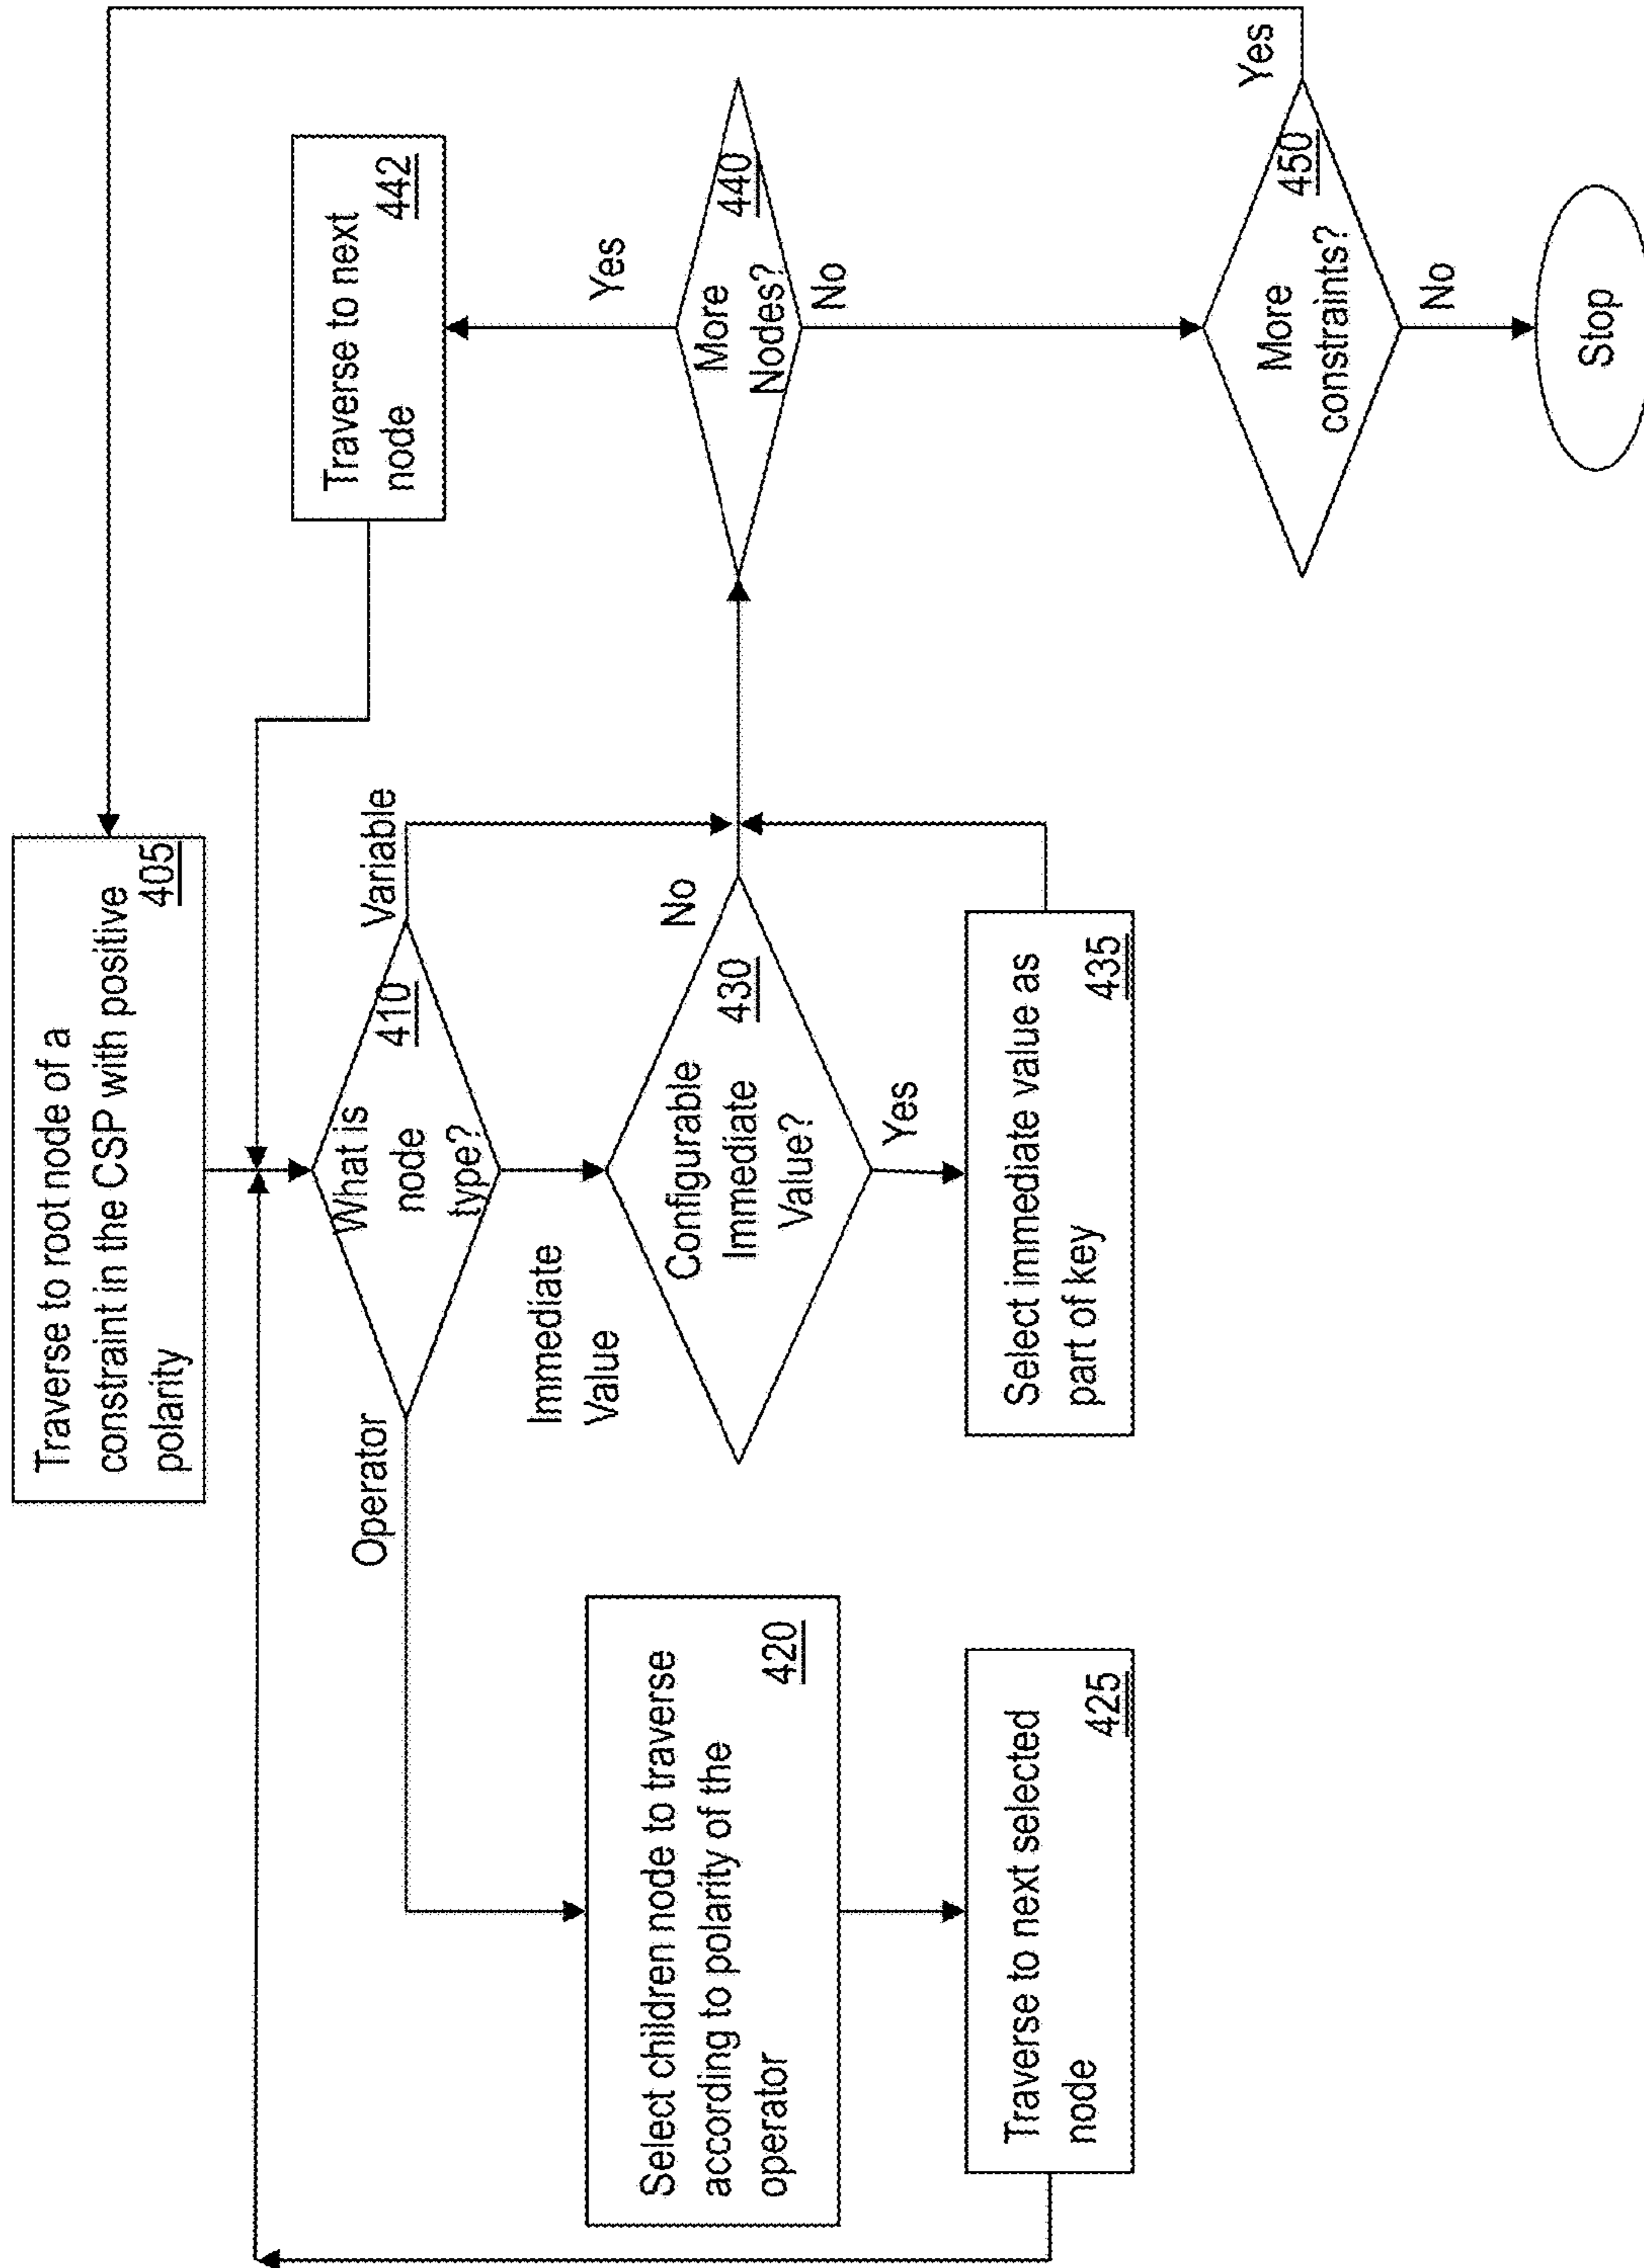 Traverse to root node of a
constraint in the CSP with positive
polarity
405
What is
node
type?
410
Operator
Variable
Immediate
Value
Select children node to traverse
according to polarity of the
operator
420
Traverse to next selected
node
425
Configurable
Immediate
Value?
430
No
Yes
Select immediate value as
part of key
435
Traverse to next
node
442
Yes
More
Nodes?
440
No
More
constraints?
450
Yes
No
Stop